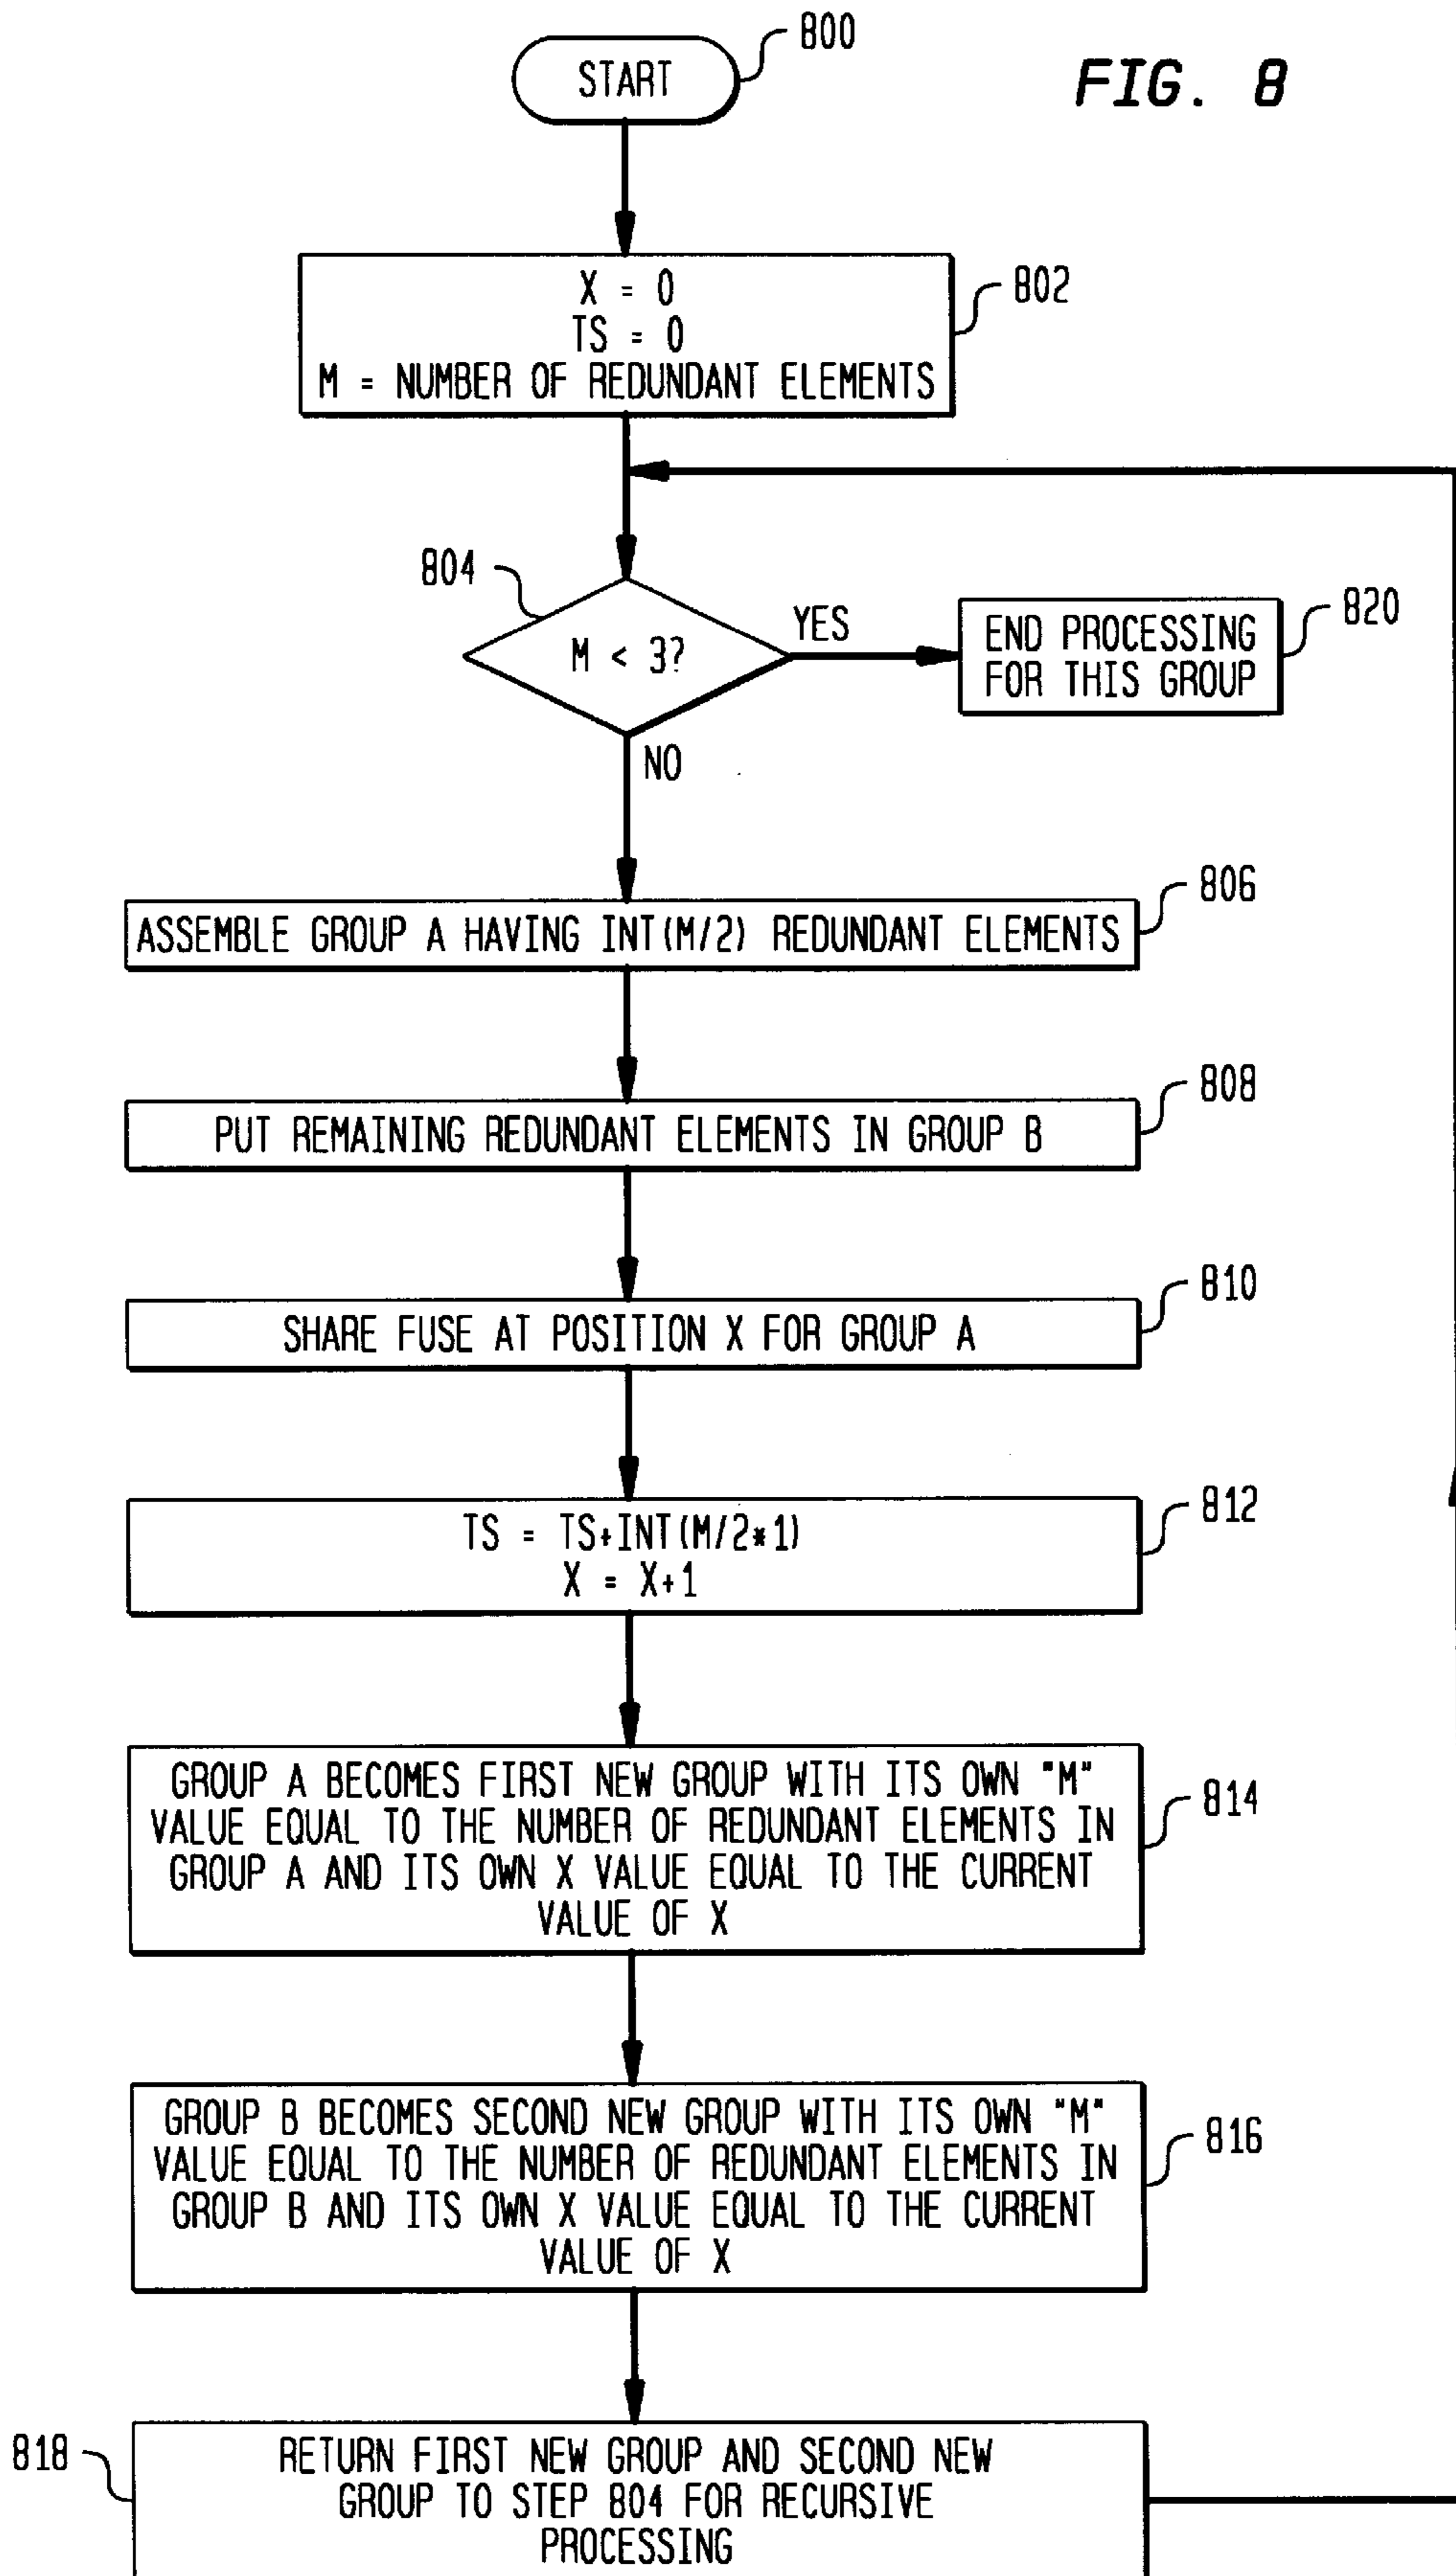 800
START
FIG. 8
X = 0
TS = 0
M = NUMBER OF REDUNDANT ELEMENTS
802
804
M < 3?
YES
END PROCESSING
FOR THIS GROUP
820
NO
806
ASSEMBLE GROUP A HAVING INT(M/2) REDUNDANT ELEMENTS
808
PUT REMAINING REDUNDANT ELEMENTS IN GROUP B
810
SHARE FUSE AT POSITION X FOR GROUP A
812
TS = TS+INT(M/2*1)
X = X+1
GROUP A BECOMES FIRST NEW GROUP WITH ITS OWN "M"
VALUE EQUAL TO THE NUMBER OF REDUNDANT ELEMENTS IN
GROUP A AND ITS OWN X VALUE EQUAL TO THE CURRENT
VALUE OF X
814
GROUP B BECOMES SECOND NEW GROUP WITH ITS OWN "M"
VALUE EQUAL TO THE NUMBER OF REDUNDANT ELEMENTS IN
GROUP B AND ITS OWN X VALUE EQUAL TO THE CURRENT
VALUE OF X
816
818
RETURN FIRST NEW GROUP AND SECOND NEW
GROUP TO STEP 804 FOR RECURSIVE
PROCESSING